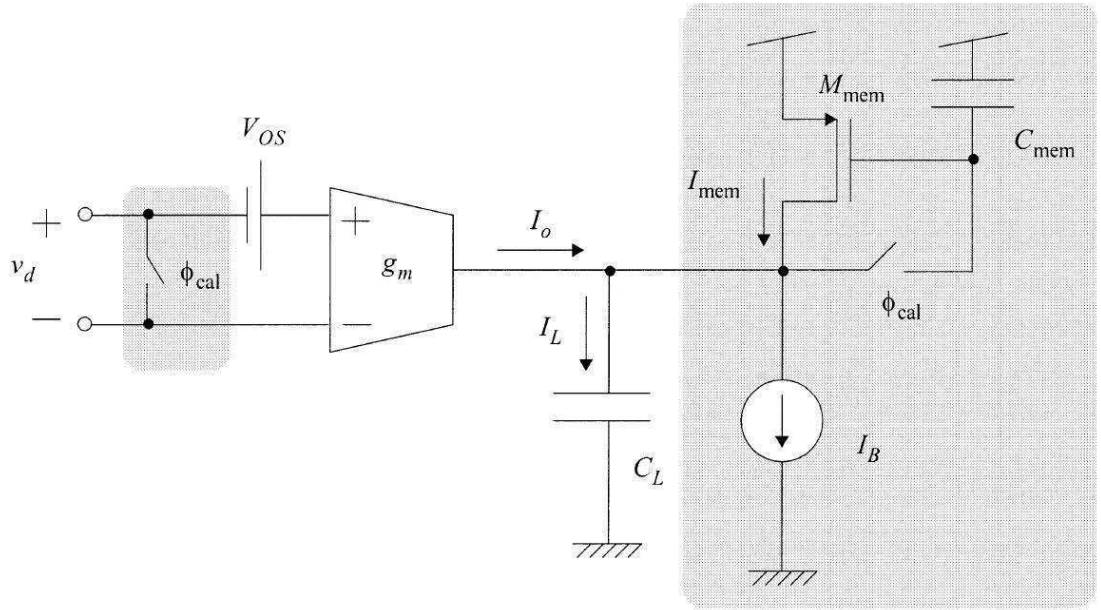 V_OS
+
v_d
−
ϕ_cal
+
g_m
−
I_o
I_L
C_L
M_mem
C_mem
I_mem
ϕ_cal
I_B